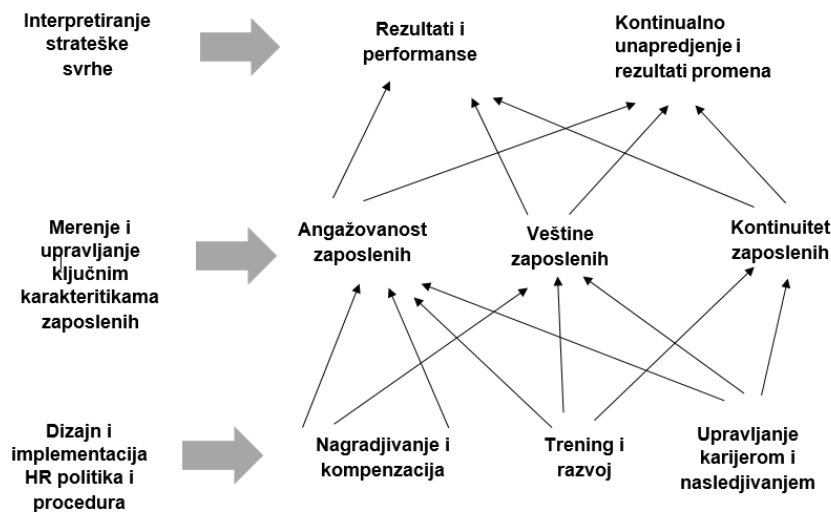 Interpretiranje
strateške
svrhe
Rezultati i
performanse
Kontinualno
unapredjenje i
rezultati promena
Merenje i
upravljanje
ključnim
karakteritikama
zaposlenih
Angažovanost
zaposlenih
Veštine
zaposlenih
Kontinuitet
zaposlenih
Dizajn i
implementacija
HR politika i
procedura
Nagradjivanje i
kompenzacija
Trening i
razvoj
Upravljanje
karijerom i
nasledjivanjem